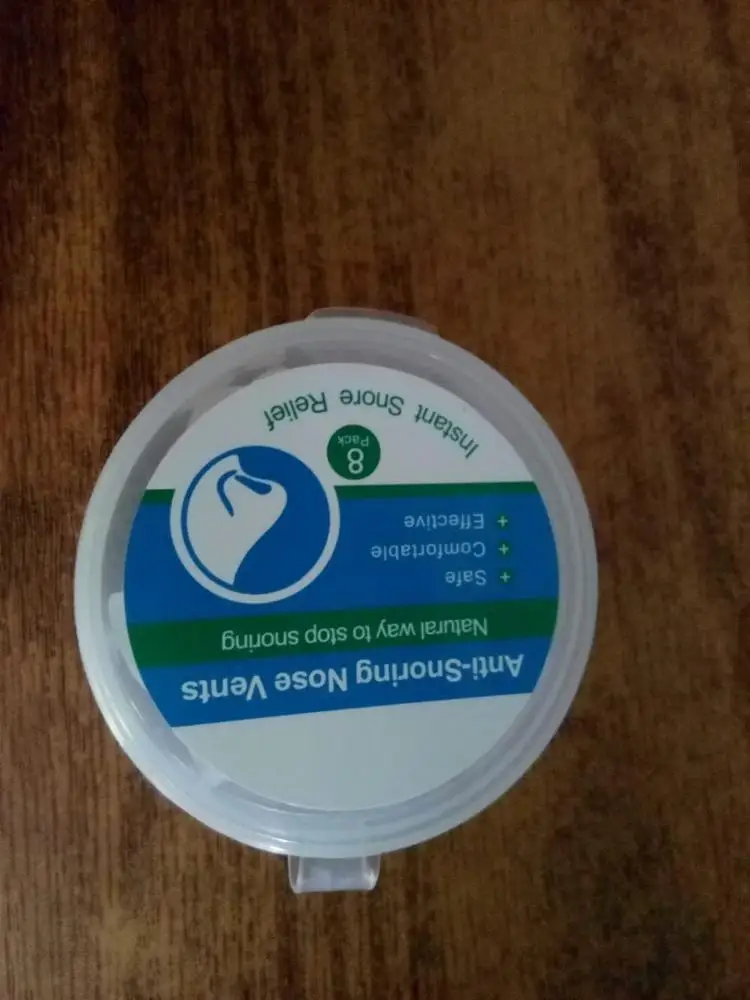 Anti-Snoring Nose Vents
Natural way to stop snoring
+ Safe
+ Comfortable
+ Effective
8
Pack
Instant Snore Relief